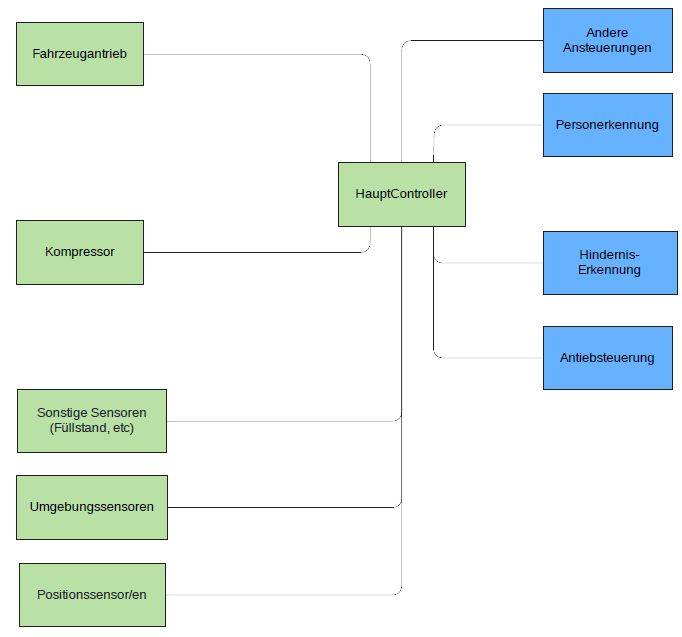 Fahrzeugantrieb
Andere
Ansteuerungen
Personerkennung
HauptController
Kompressor
Hindernis-
Erkennung
Antiebsteuerung
Sonstige Sensoren
(Füllstand, etc)
Umgebungssensoren
Positionssensor/en